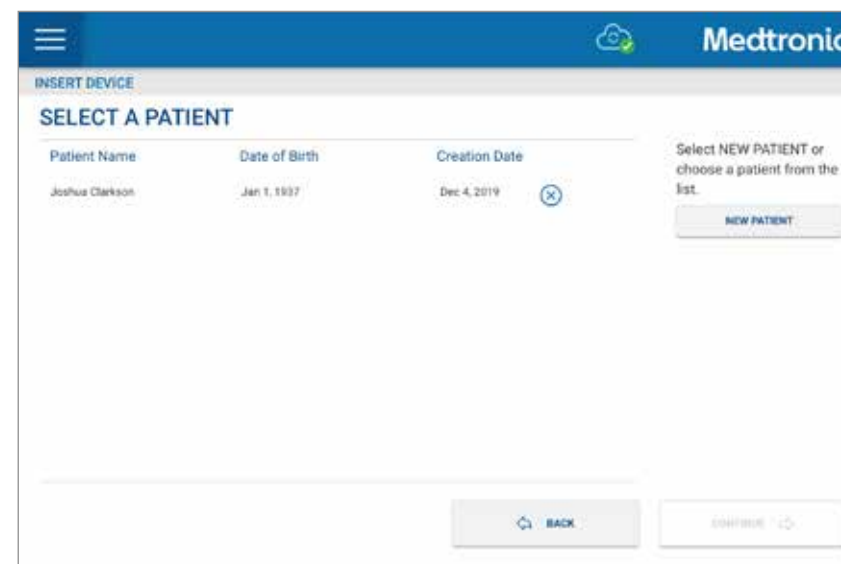 Medtronic
INSERT DEVICE
SELECT A PATIENT
Patient Name Date of Birth Creation Date
Joshua Clarkson Jan 1, 1937 Dec 4, 2019
Select NEW PATIENT or
choose a patient from the
list.
NEW PATIENT
BACK CONTINUE